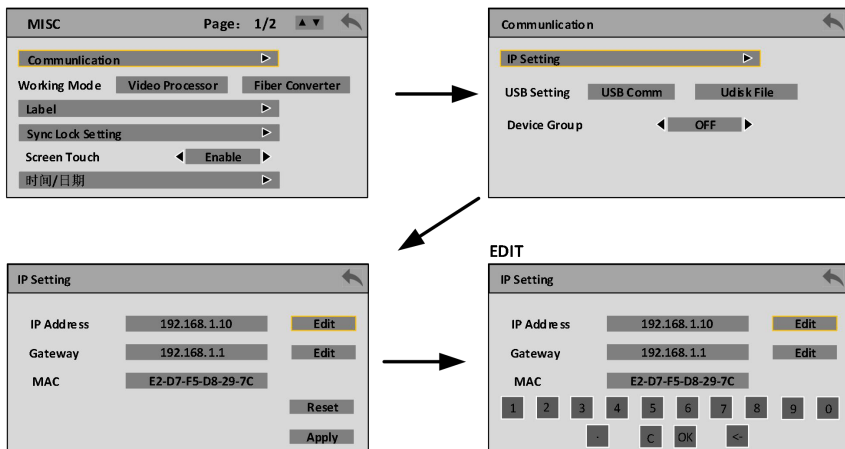 MISC Page: 1/2 ▲▼
Communlication
Working Mode Video Processor Fiber Converter
Label
Sync Lock Setting
Screen Touch Enable
时间/日期
Communlication
IP Setting
USB Setting USB Comm Udisk File
Device Group OFF
IP Setting
IP Address 192.168.1.10 Edit
Gateway 192.168.1.1 Edit
MAC E2-D7-F5-D8-29-7C
Reset
Apply
EDIT
IP Setting
IP Address 192.168.1.10 Edit
Gateway 192.168.1.1 Edit
MAC E2-D7-F5-D8-29-7C
1 2 3 4 5 6 7 8 9 0
. C OK <-